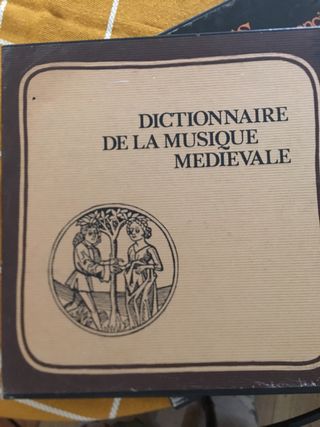 DICTIONNAIRE
DE LA MUSIQUE
MEDIEVALE